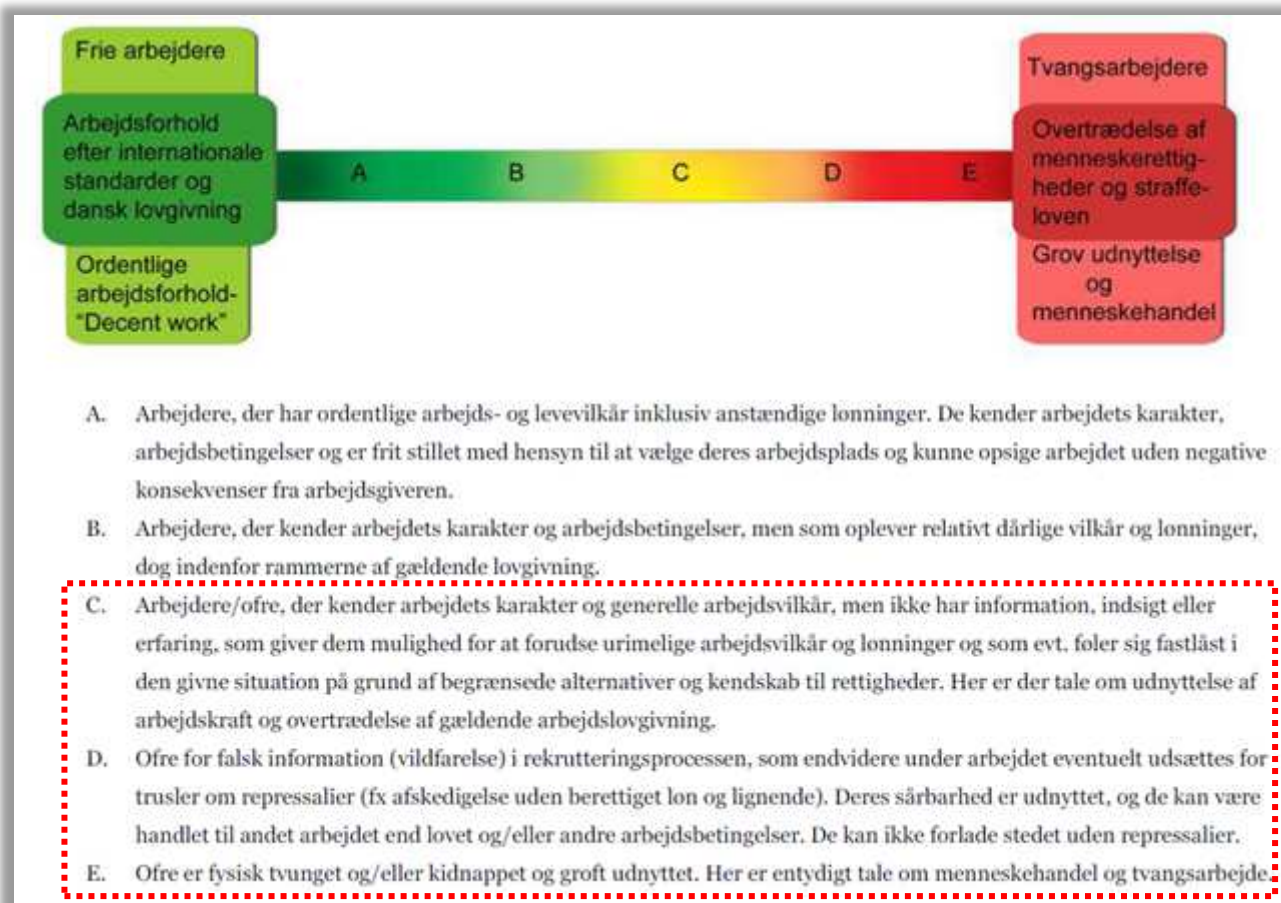 Frie arbejdere
Arbejdsforhold
efter internationale
standarder og
dansk lovgivning
Ordentlige
arbejdsforhold-
"Decent work"
A B C D E
Tvangsarbejdere
Overtrædelse af
menneskerettig-
heder og straffe-
loven
Grov udnyttelse
og
menneskehandel
A. Arbejdere, der har ordentlige arbejds- og levevilkår inklusiv anstændige lønninger. De kender arbejdets karakter,
arbejdsbetingelser og er frit stillet med hensyn til at vælge deres arbejdsplads og kunne opsige arbejdet uden negative
konsekvenser fra arbejdsgiveren.
B. Arbejdere, der kender arbejdets karakter og arbejdsbetingelser, men som oplever relativt dårlige vilkår og lønninger,
dog indenfor rammerne af gældende lovgivning.
C. Arbejdere/ofre, der kender arbejdets karakter og generelle arbejdsvilkår, men ikke har information, indsigt eller
erfaring, som giver dem mulighed for at forudse urimelige arbejdsvilkår og lønninger og som evt. føler sig fastlåst i
den givne situation på grund af begrænsede alternativer og kendskab til rettigheder. Her er der tale om udnyttelse af
arbejdskraft og overtrædelse af gældende arbejdslovgivning.
D. Ofre for falsk information (vildfarelse) i rekrutteringsprocessen, som endvidere under arbejdet eventuelt udsættes for
trusler om repressalier (fx afskedigelse uden berettiget løn og lignende). Deres sårbarhed er udnyttet, og de kan være
handlet til andet arbejdet end lovet og/eller andre arbejdsbetingelser. De kan ikke forlade stedet uden repressalier.
E. Ofre er fysisk tvunget og/eller kidnappet og groft udnyttet. Her er entydigt tale om menneskehandel og tvangsarbejde.